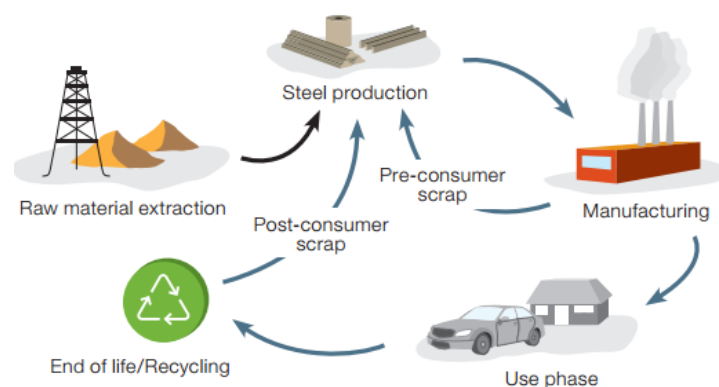 Steel production
Raw material extraction
Pre-consumer
scrap
Manufacturing
Post-consumer
scrap
End of life/Recycling
Use phase